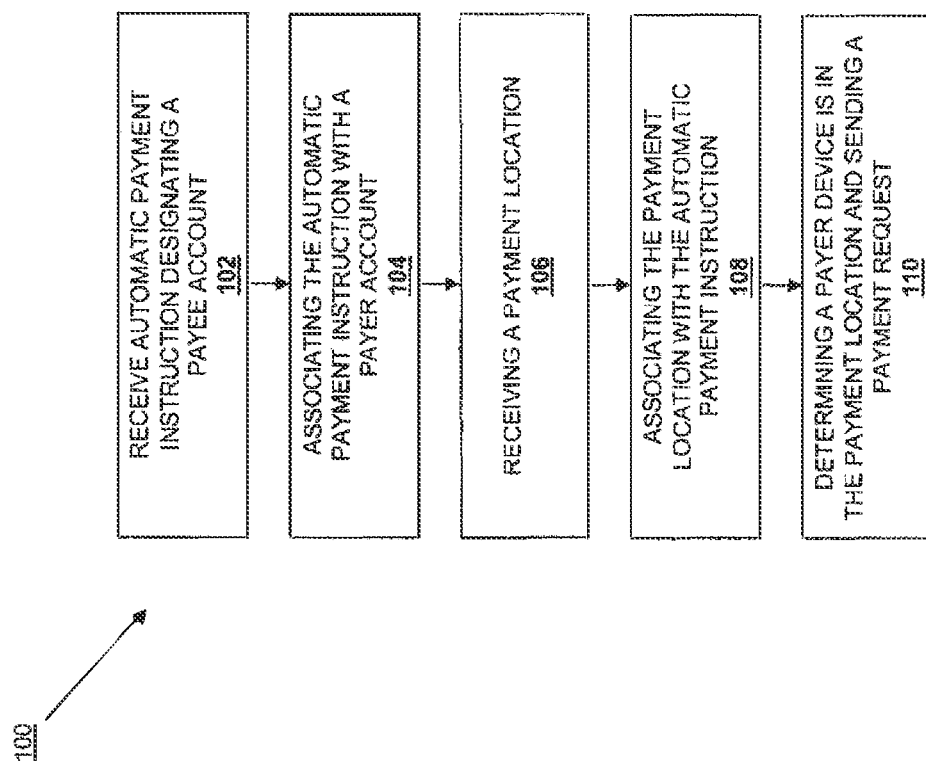 100
RECEIVE AUTOMATIC PAYMENT
INSTRUCTION DESIGNATING A
PAYEE ACCOUNT
102
ASSOCIATING THE AUTOMATIC
PAYMENT INSTRUCTION WITH A
PAYER ACCOUNT
104
RECEIVING A PAYMENT LOCATION
106
ASSOCIATING THE PAYMENT
LOCATION WITH THE AUTOMATIC
PAYMENT INSTRUCTION
108
DETERMINING A PAYER DEVICE IS IN
THE PAYMENT LOCATION AND SENDING A
PAYMENT REQUEST
110